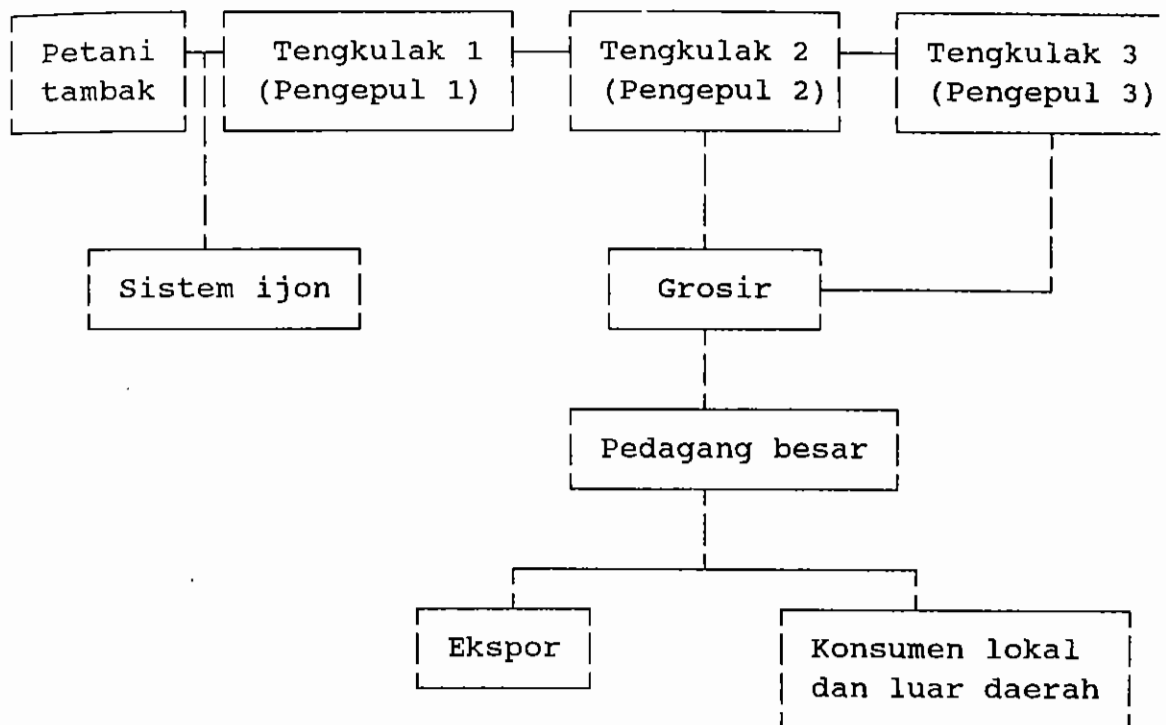 Petani
tambak
Tengkulak 1
(Pengepul 1)
Tengkulak 2
(Pengepul 2)
Tengkulak 3
(Pengepul 3)
Sistem ijon
Grosir
Pedagang besar
Ekspor
Konsumen lokal
dan luar daerah